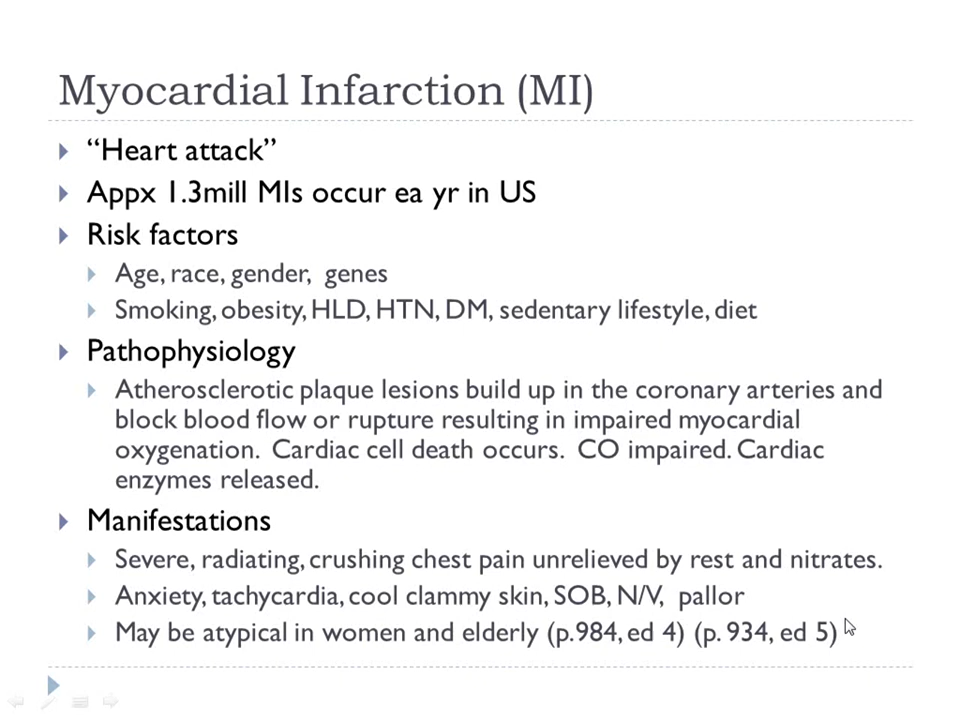 Myocardial Infarction (MI)
“Heart attack”
Appx 1.3mill MIs occur ea yr in US
Risk factors
Age, race, gender,  genes
Smoking, obesity, HLD, HTN, DM, sedentary lifestyle, diet
Pathophysiology
Atherosclerotic plaque lesions build up in the coronary arteries and
block blood flow or rupture resulting in impaired myocardial
oxygenation.  Cardiac cell death occurs.  CO impaired. Cardiac
enzymes released.
Manifestations
Severe, radiating, crushing chest pain unrelieved by rest and nitrates.
Anxiety, tachycardia, cool clammy skin, SOB, N/V,  pallor
May be atypical in women and elderly (p.984, ed 4) (p. 934, ed 5)